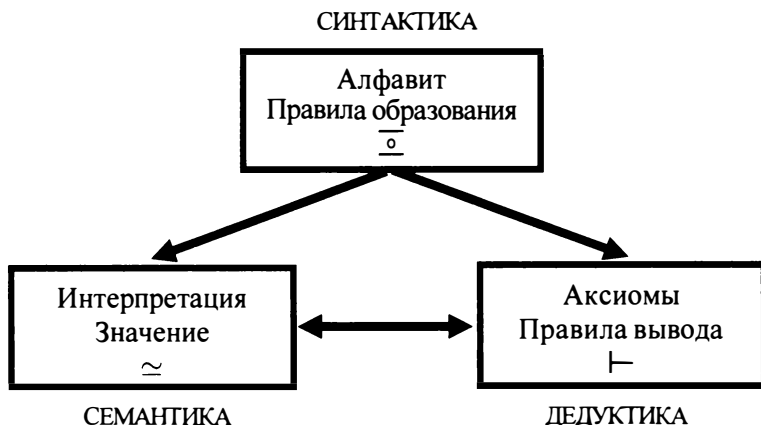 СИНТАКТИКА
Алфавит
Правила образования
Интерпретация
Значение
≃
Аксиомы
Правила вывода
⊢
СЕМАНТИКА
ДЕДУКТИКА